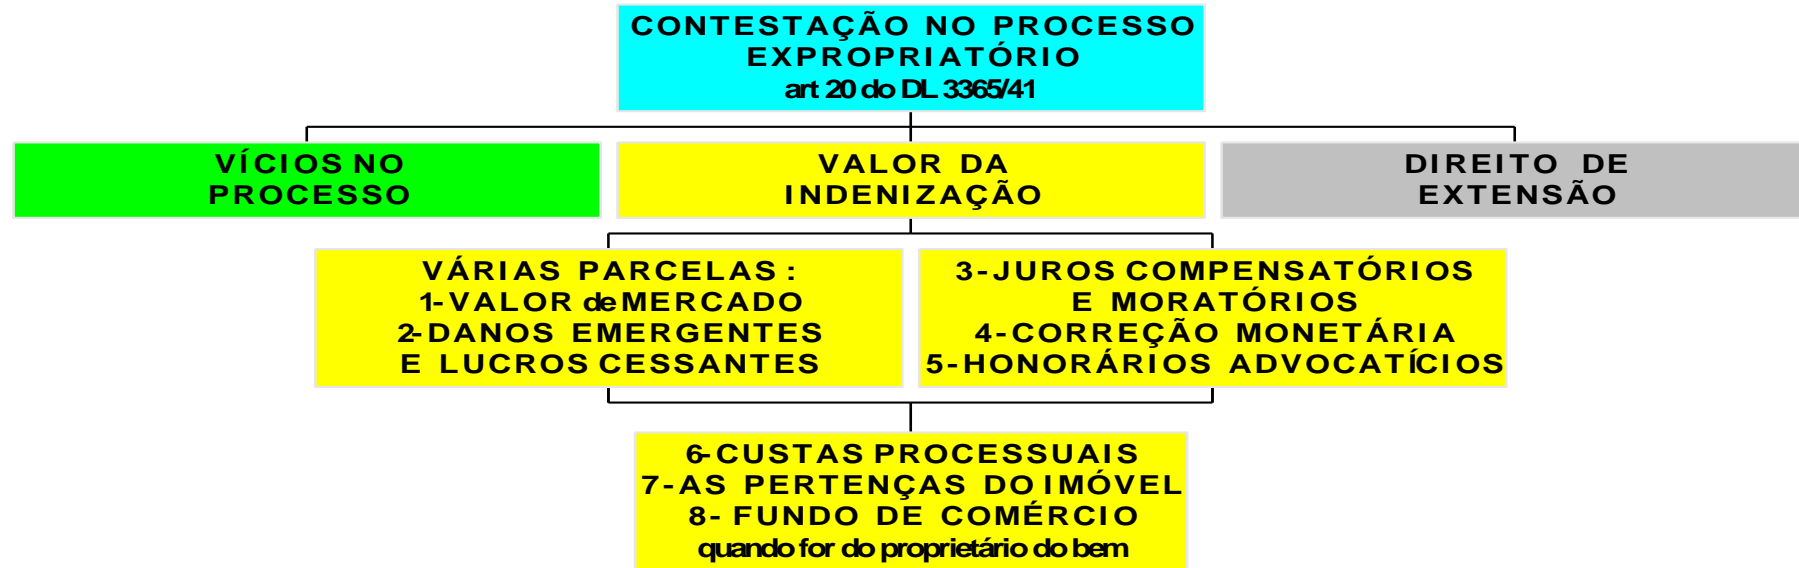 CONTESTAÇÃO NO PROCESSO
EXPROPRIATÓRIO
art 20 do DL 3365/41
VÍCIOS NO
PROCESSO
VALOR DA
INDENIZAÇÃO
DIREITO DE
EXTENSÃO
VÁRIAS PARCELAS :
1- VALOR de MERCADO
2- DANOS EMERGENTES
E LUCROS CESSANTES
3- JUROS COMPENSATÓRIOS
E MORATÓRIOS
4- CORREÇÃO MONETÁRIA
5- HONORÁRIOS ADVOCATÍCIOS
6- CUSTAS PROCESSUAIS
7- AS PERTENÇAS DO IMÓVEL
8- FUNDO DE COMÉRCIO
quando for do proprietário do bem